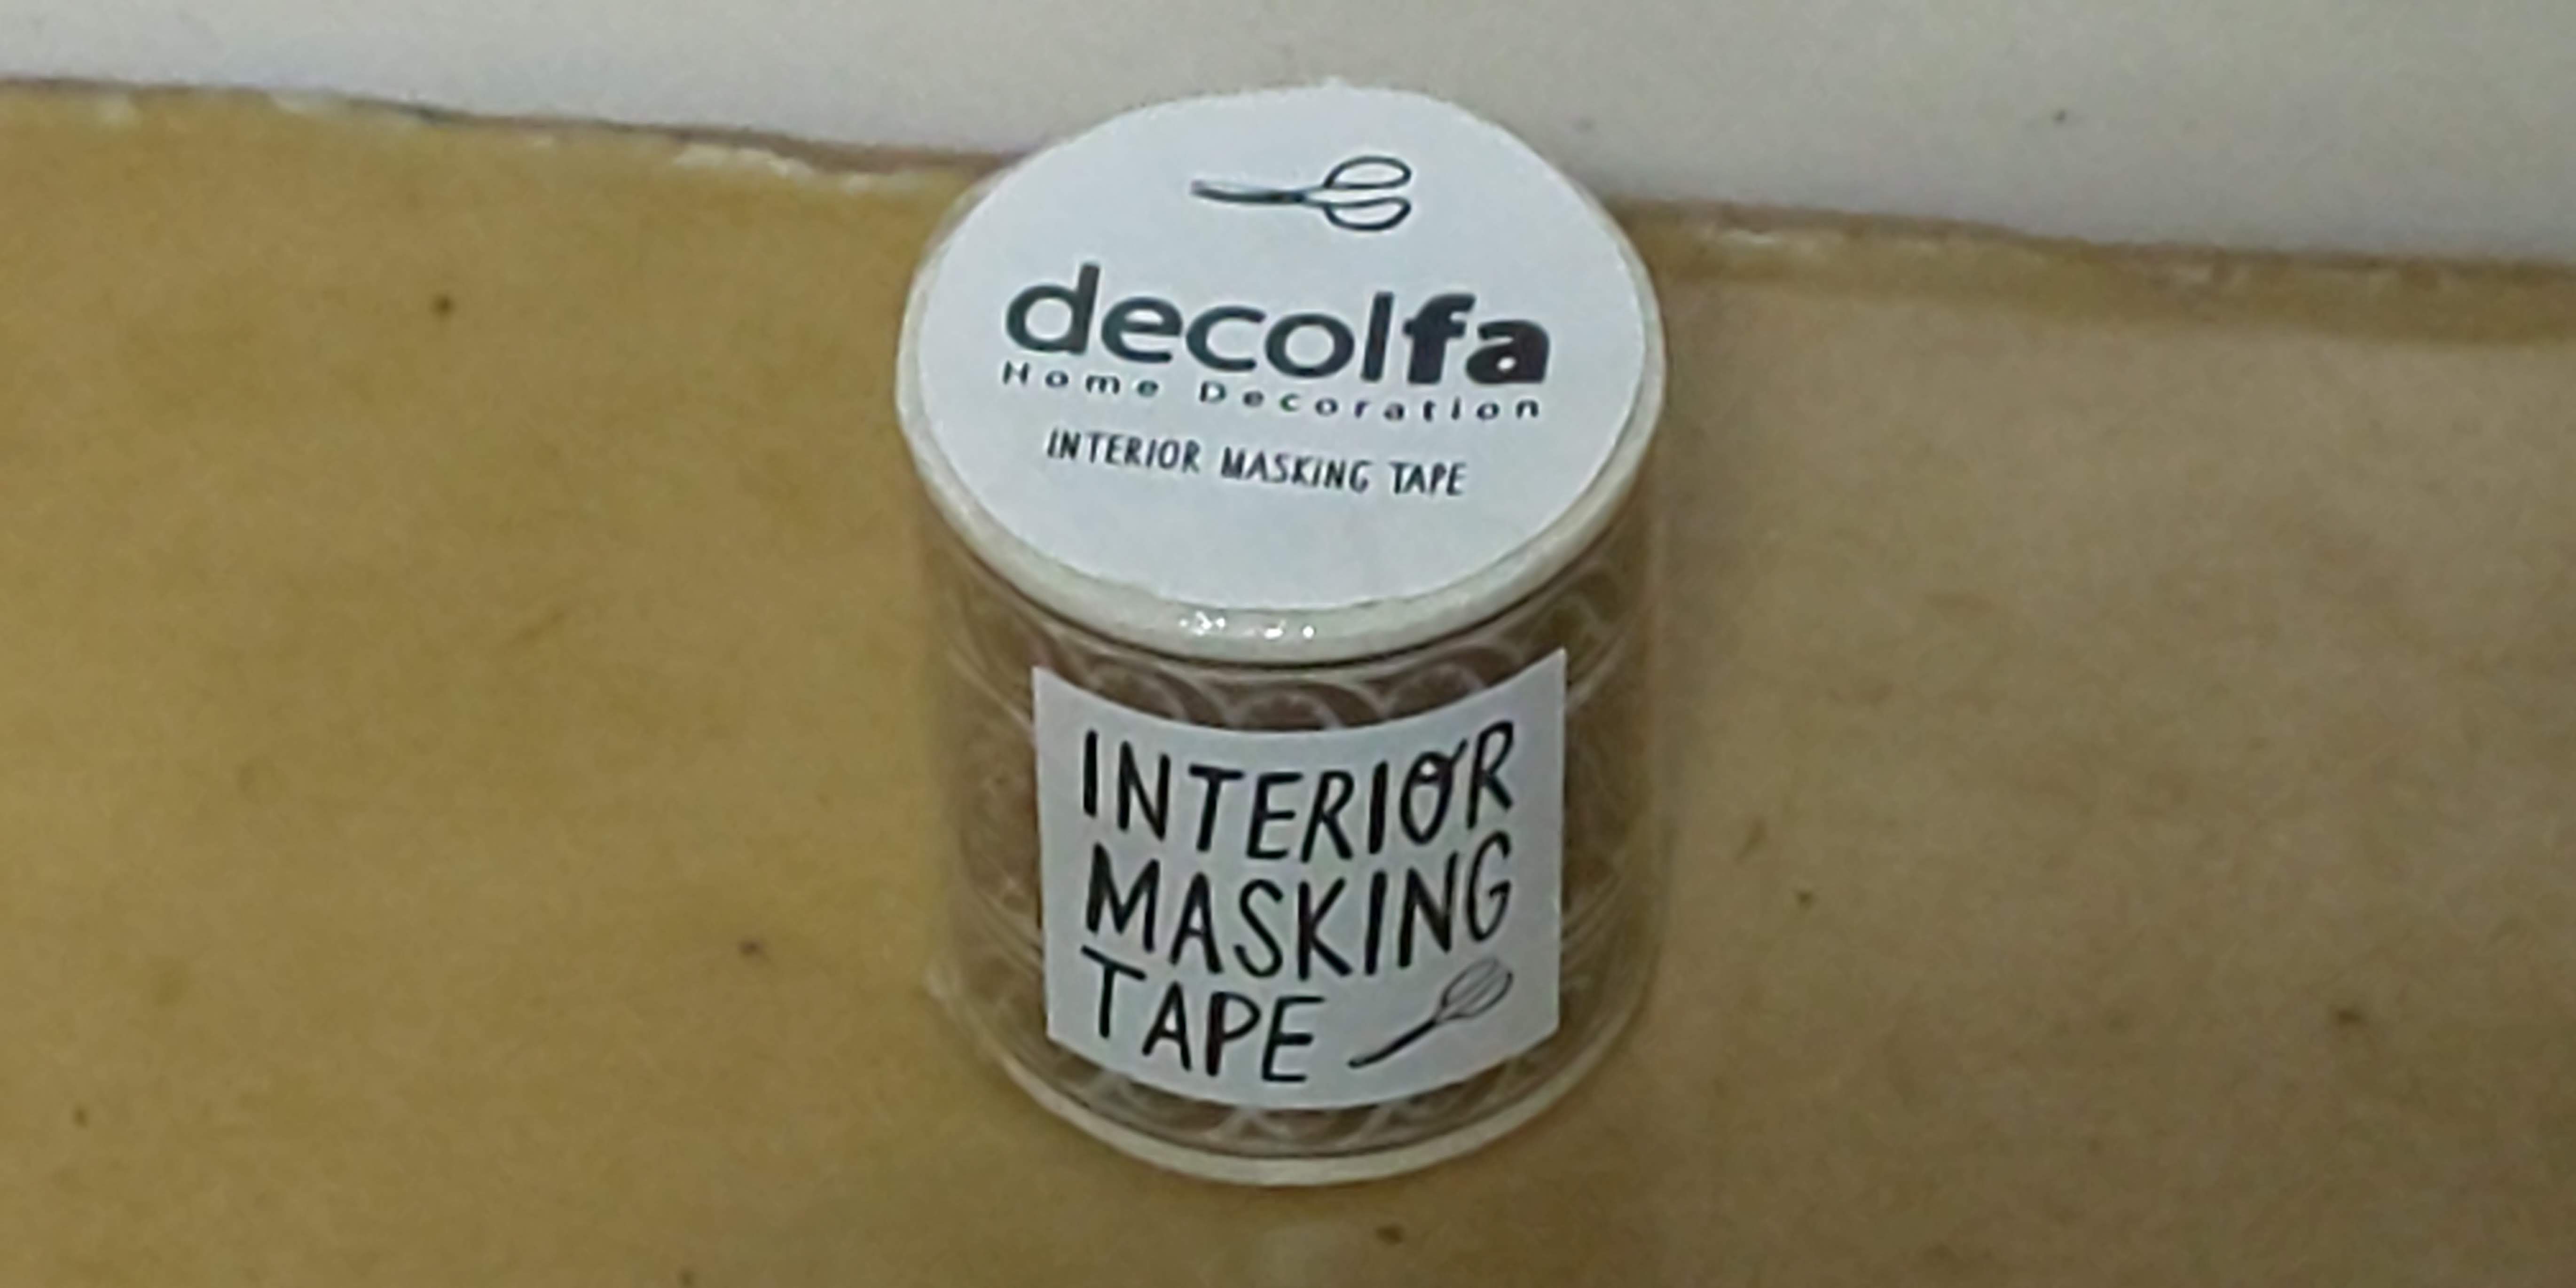 decolfa
Home Decoration
INTERIOR MASKING TAPE
INTERIOR
MASKING
TAPE